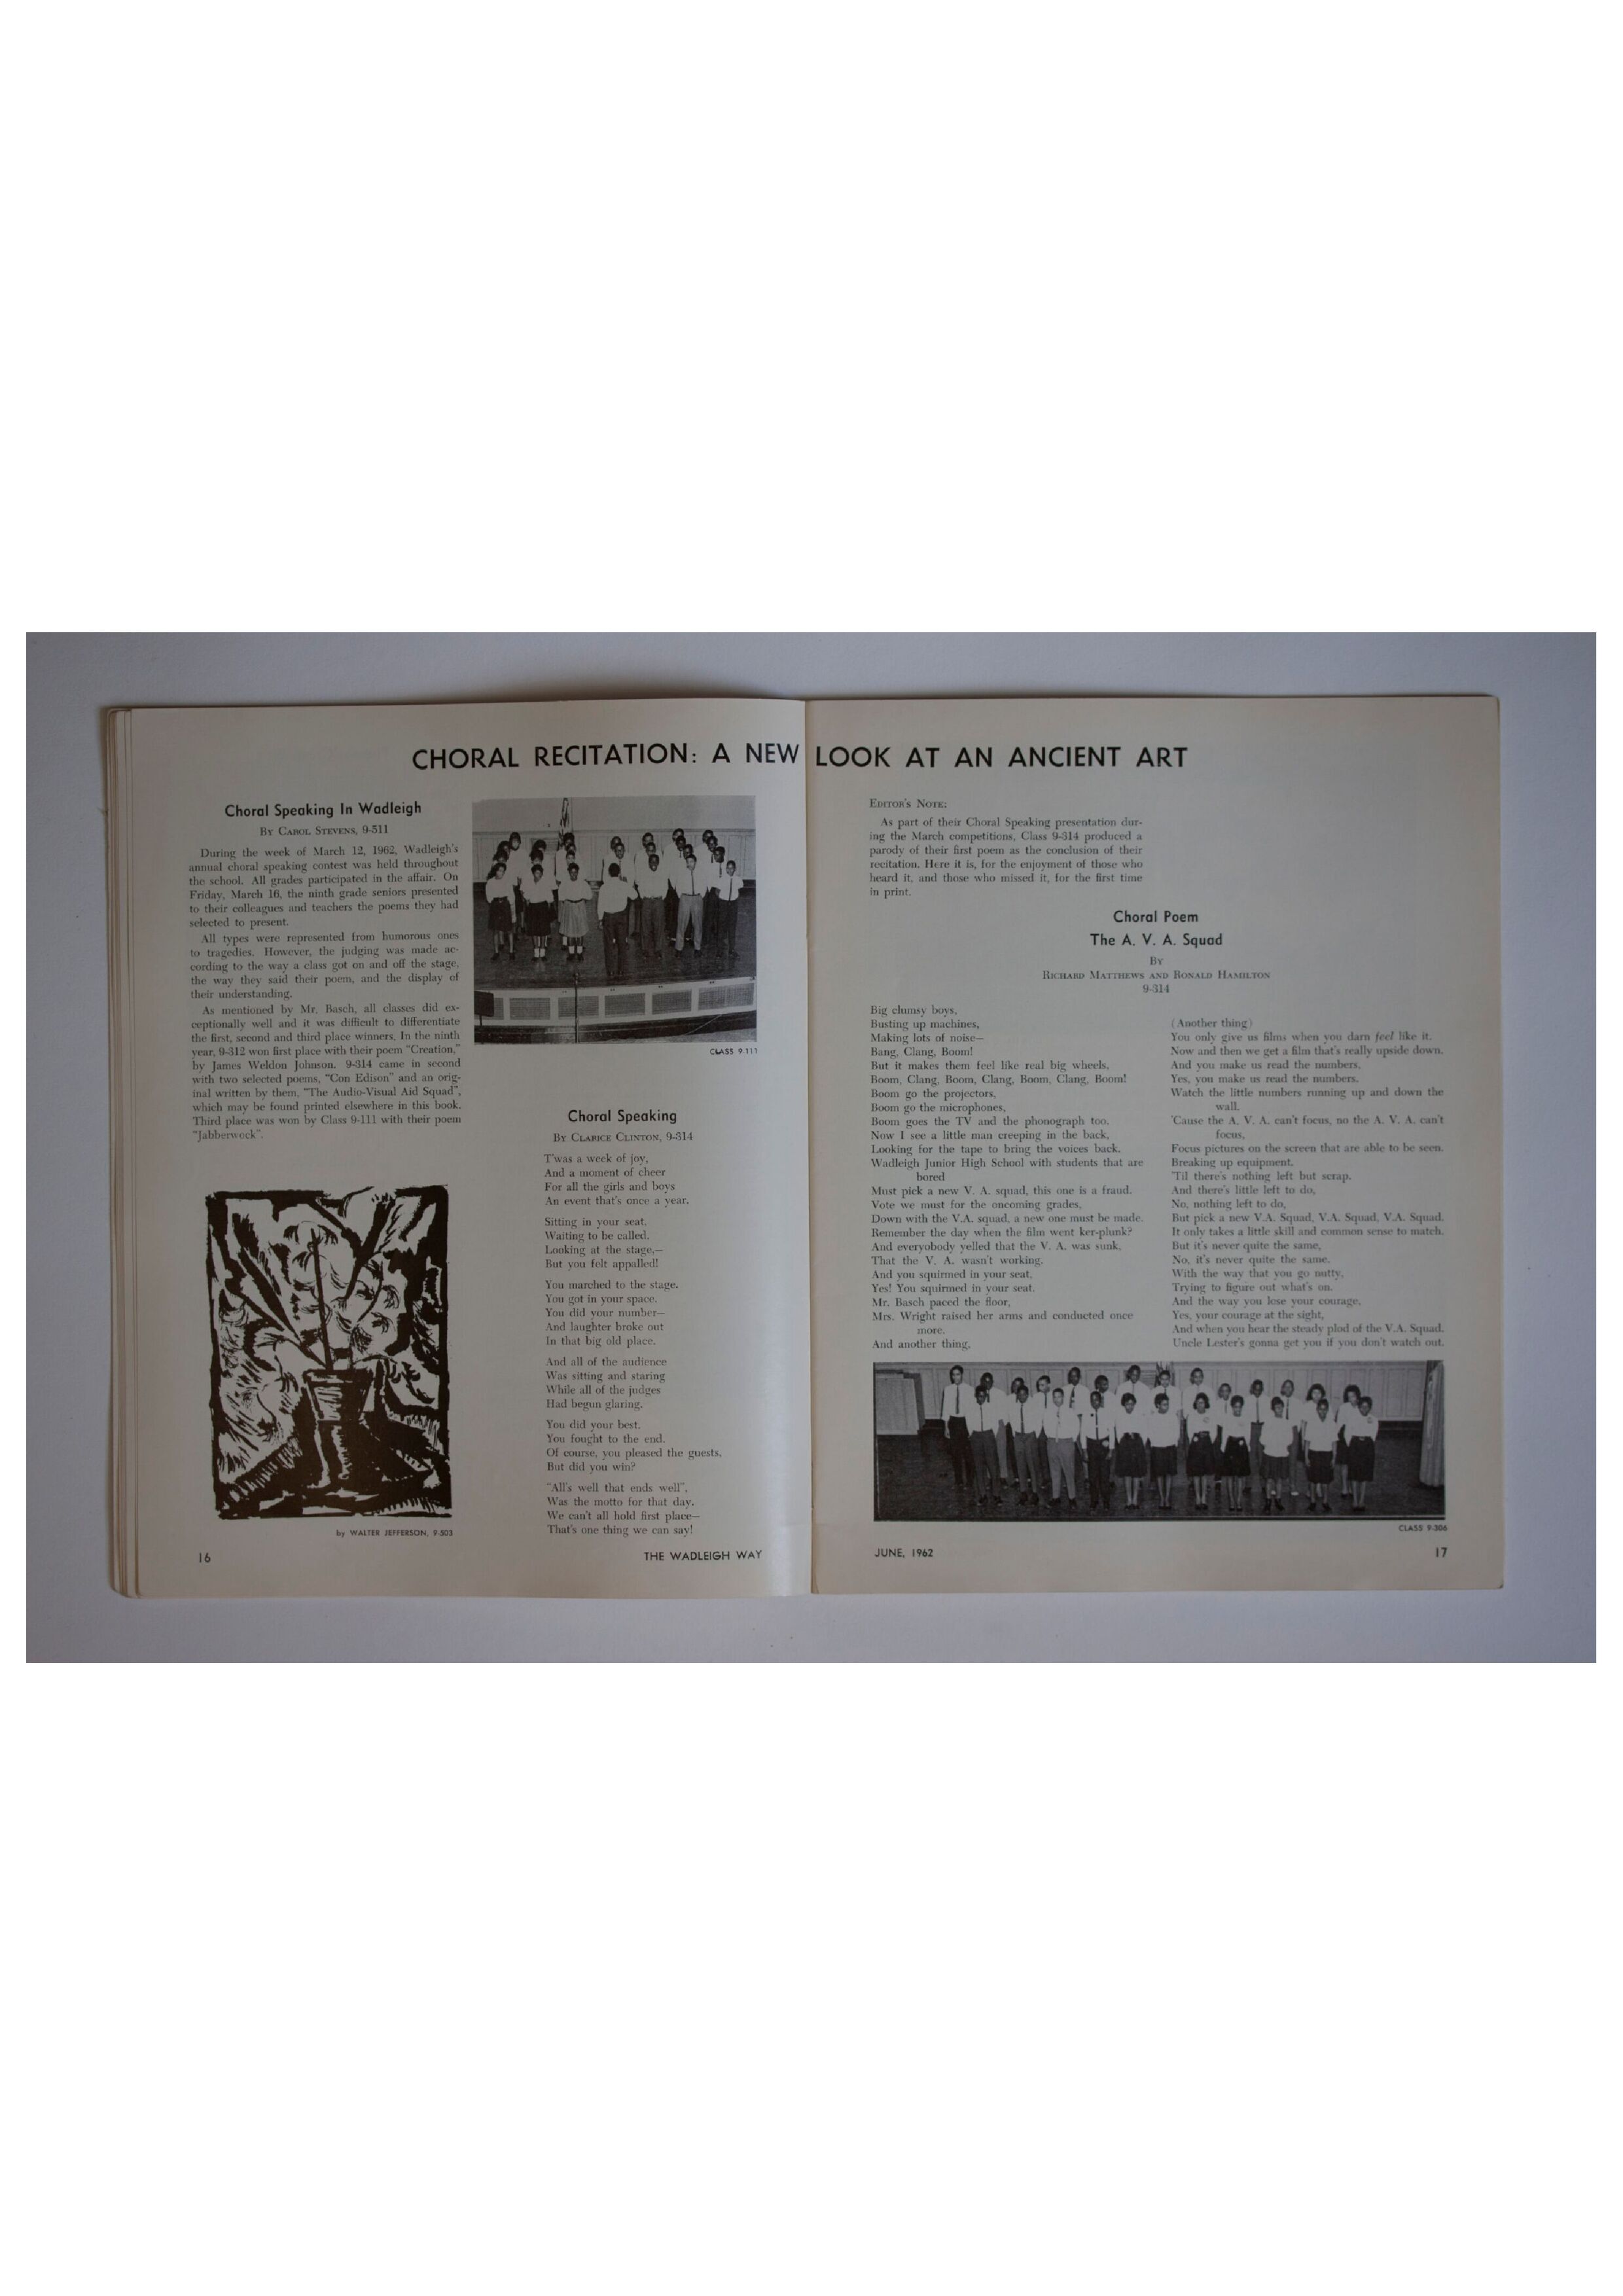 CHORAL RECITATION: A NEW LOOK AT AN ANCIENT ART
Choral Speaking In Wadleigh
By Carol Stevens, 9-511
During the week of March 12, 1962, Wadleigh's
annual choral speaking contest was held throughout
the school. All grades participated in the affair. On
Friday, March 16, the ninth grade seniors presented
to their colleagues and teachers the poems they had
selected to present.
All types were represented from humorous ones
to tragedies. However, the judging was made ac-
cording to the way a class got on and off the stage,
the way they said their poem, and the display of
their understanding.
As mentioned by Mr. Basch, all classes did ex-
ceptionally well and it was difficult to differentiate
the first, second and third place winners. In the ninth
year, 9-312 won first place with their poem "Creation,"
by James Weldon Johnson. 9-314 came in second
with two selected poems, "Con Edison" and an orig-
inal written by them, "The Audio-Visual Aid Squad",
which may be found printed elsewhere in this book.
Third place was won by Class 9-111 with their poem
"Jabberwock".
by WALTER JEFFERSON, 9-503
16
CLASS 9-111
Choral Speaking
By Clarice Clinton, 9-314
T'was a week of joy,
And a moment of cheer
For all the girls and boys
An event that's once a year.
Sitting in your seat,
Waiting to be called,
Looking at the stage,—
But you felt appalled!
You marched to the stage.
You got in your space.
You did your number—
And laughter broke out
In that big old place.
And all of the audience
Was sitting and staring
While all of the judges
Had begun glaring.
You did your best.
You fought to the end.
Of course, you pleased the guests,
But did you win?
"All's well that ends well",
Was the motto for that day.
We can't all hold first place—
That's one thing we can say!
THE WADLEIGH WAY
Editor's Note:
As part of their Choral Speaking presentation dur-
ing the March competitions, Class 9-314 produced a
parody of their first poem as the conclusion of their
recitation. Here it is, for the enjoyment of those who
heard it, and those who missed it, for the first time
in print.
Choral Poem
The A. V. A. Squad
By
Richard Matthews and Ronald Hamilton
9-314
Big clumsy boys,
Busting up machines,
Making lots of noise—
Bang, Clang, Boom!
But it makes them feel like real big wheels,
Boom, Clang, Boom, Clang, Boom, Clang, Boom!
Boom go the projectors,
Boom go the microphones,
Boom goes the TV and the phonograph too.
Now I see a little man creeping in the back,
Looking for the tape to bring the voices back.
Wadleigh Junior High School with students that are
bored
Must pick a new V. A. squad, this one is a fraud.
Vote we must for the oncoming grades,
Down with the V.A. squad, a new one must be made.
Remember the day when the film went ker-plunk?
And everyobody yelled that the V. A. was sunk,
That the V. A. wasn't working.
And you squirmed in your seat,
Yes! You squirmed in your seat.
Mr. Basch paced the floor,
Mrs. Wright raised her arms and conducted once
more.
And another thing,
(Another thing)
You only give us films when you darn feel like it.
Now and then we get a film that's really upside down,
And you make us read the numbers,
Yes, you make us read the numbers.
Watch the little numbers running up and down the
wall.
'Cause the A. V. A. can't focus, no the A. V. A. can't
focus,
Focus pictures on the screen that are able to be seen.
Breaking up equipment.
'Til there's nothing left but scrap.
And there's little left to do,
No, nothing left to do,
But pick a new V.A. Squad, V.A. Squad, V.A. Squad.
It only takes a little skill and common sense to match.
But it's never quite the same,
No, it's never quite the same.
With the way that you go nutty,
Trying to figure out what's on.
And the way you lose your courage,
Yes, your courage at the sight,
And when you hear the steady plod of the V.A. Squad.
Uncle Lester's gonna get you if you don't watch out.
CLASS 9-306
JUNE, 1962
17